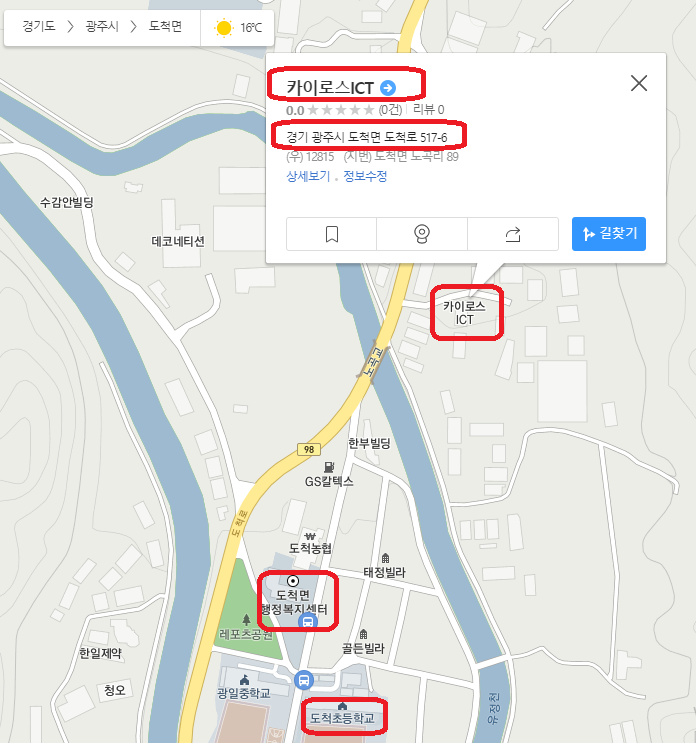 경기도 > 광주시 > 도척면 16℃
카이로스ICT
0.0 ★★★★★ (0건) 리뷰 0
경기 광주시 도척면 도척로 517-6
(우) 12815 (지번) 도척면 도곡리 89
상세보기 · 정보수정
길찾기
수감안빌딩
데코네티션
카이로스
ICT
노곡교
한부빌딩
98
GS칼텍스
도척로
도척농협
태정빌라
도척면
행정복지센터
레포츠공원
골든빌라
한일제약
청오
광일중학교
도척초등학교
유정천